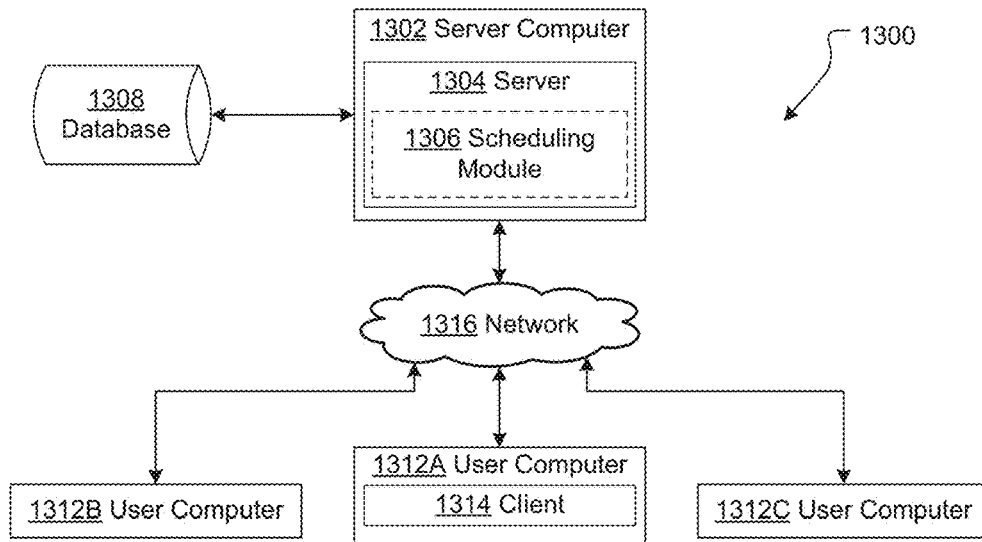 1302 Server Computer
1300
1304 Server
1308
Database
1306 Scheduling
Module
1316 Network
1312A User Computer
1312B User Computer
1314 Client
1312C User Computer